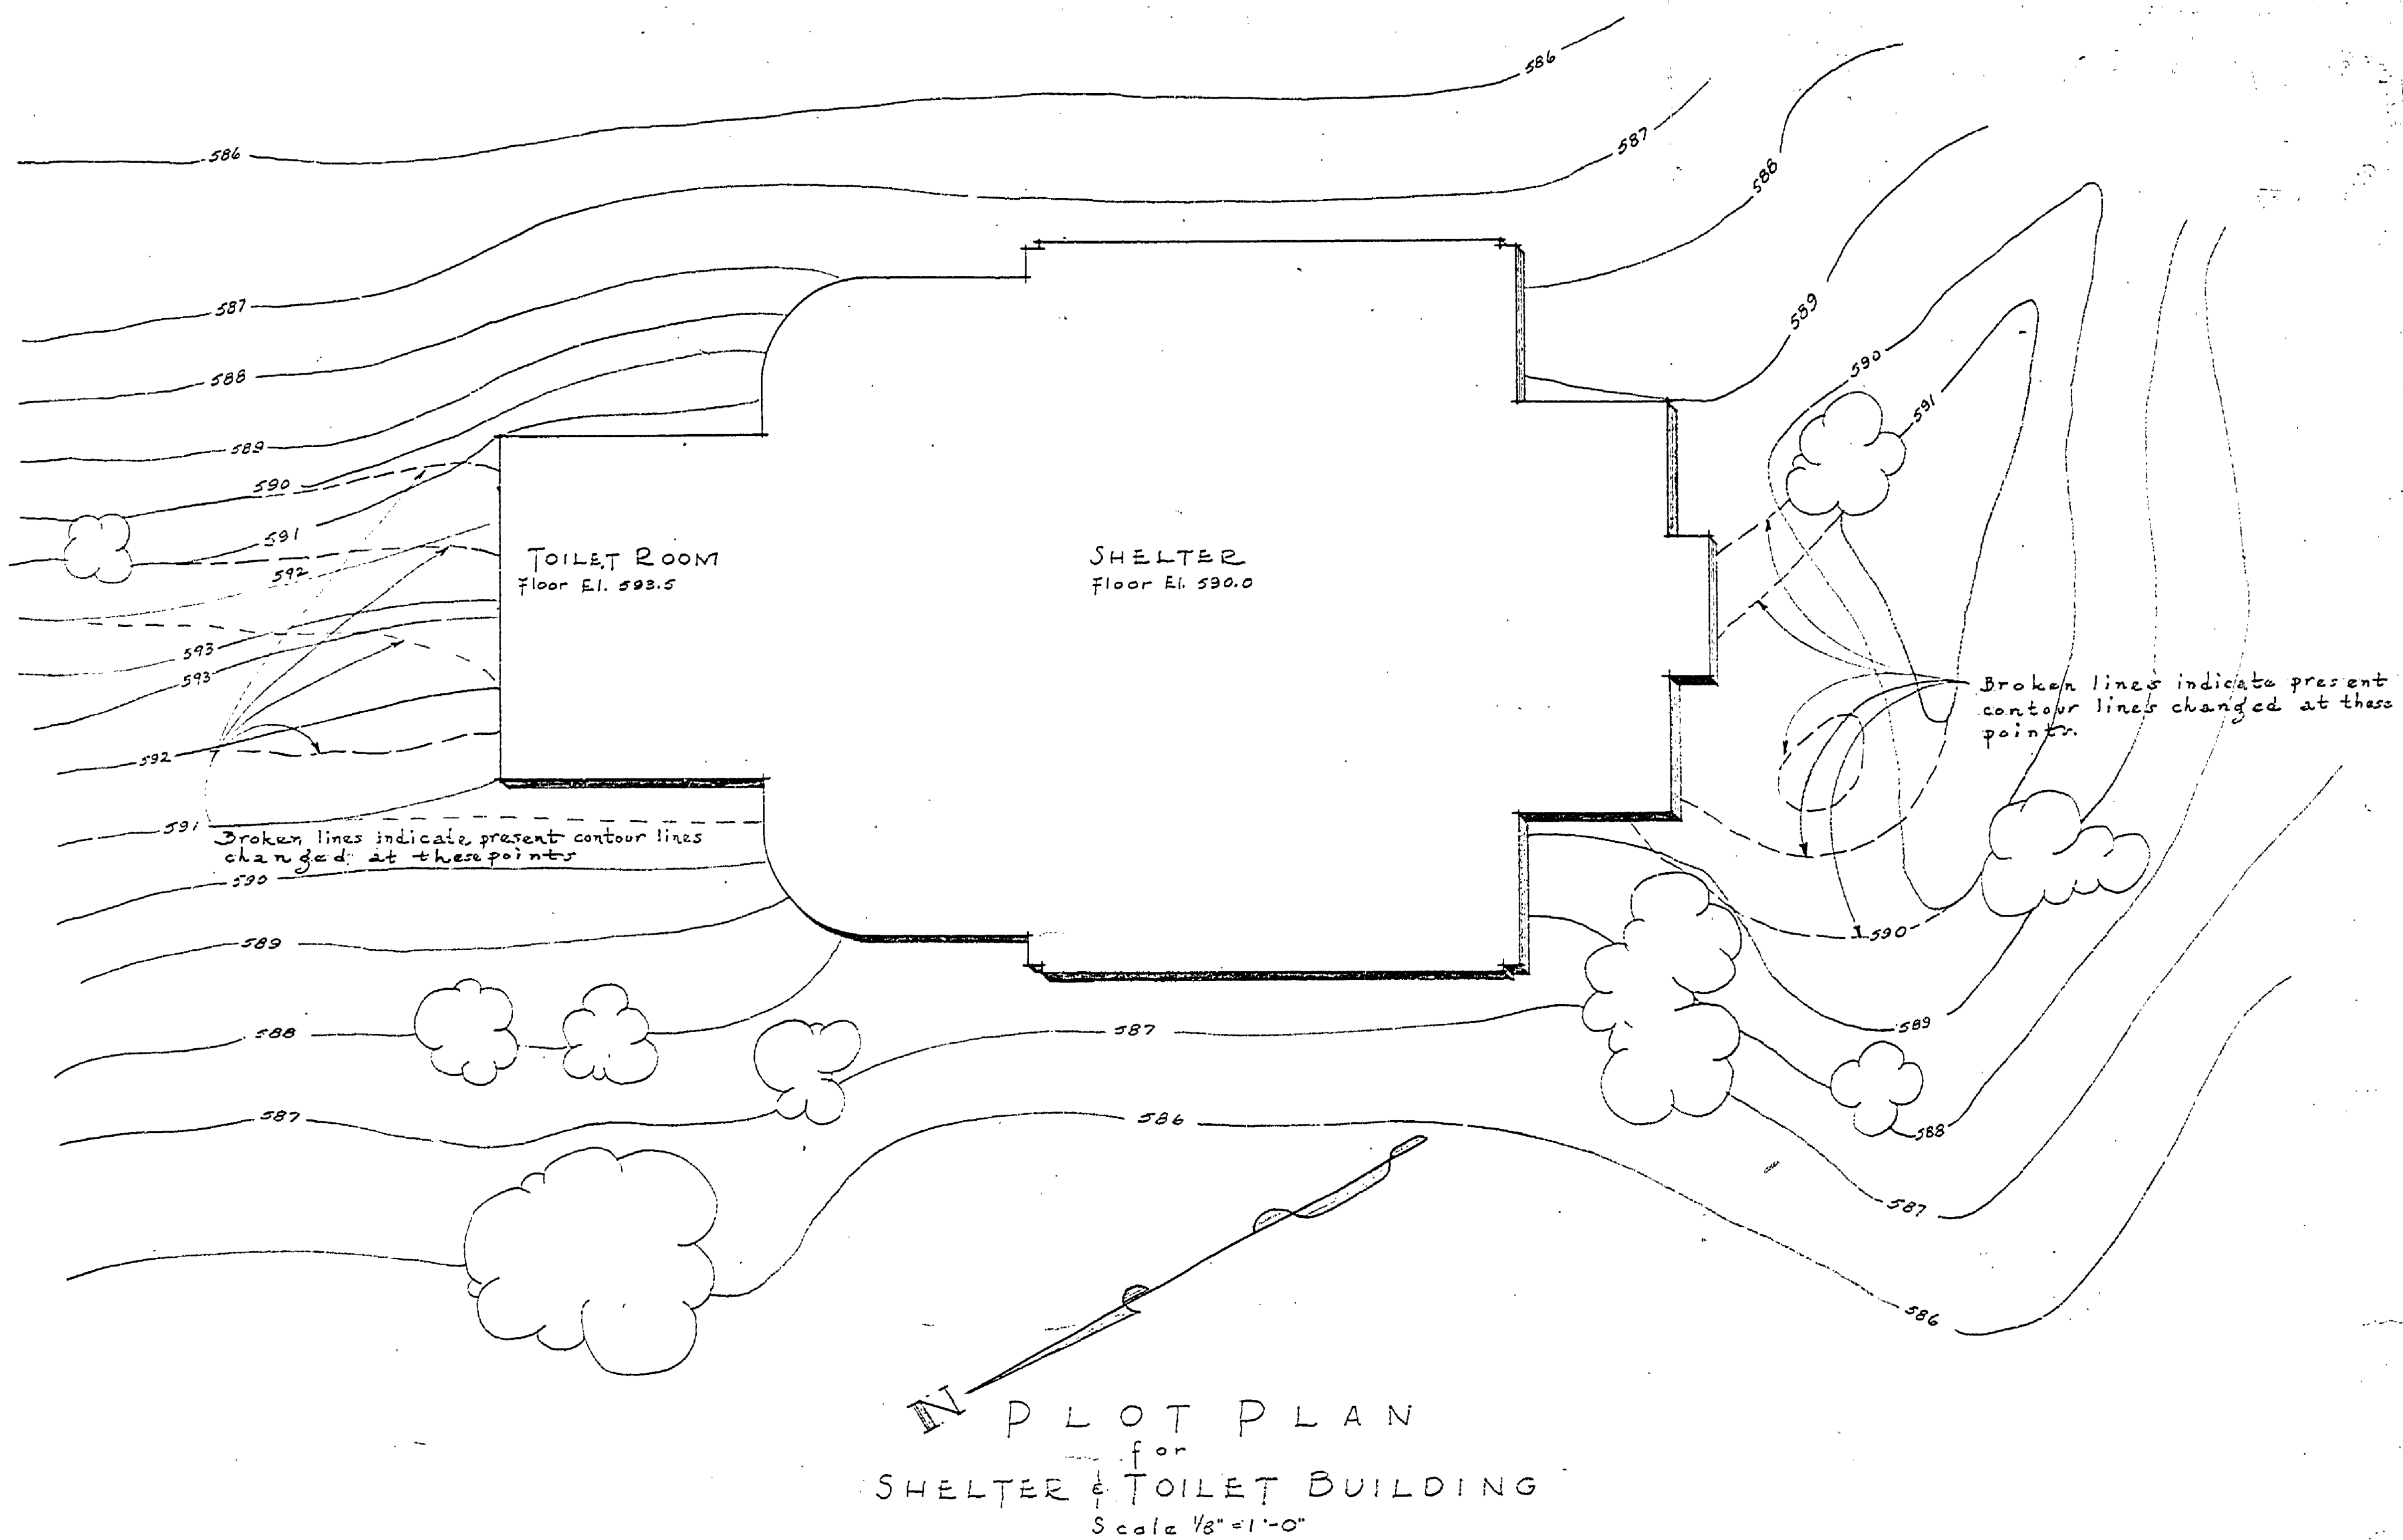 586
586
587
588
587
588
589
590
591
589
590
591
592
593
593
592
591
590
589
588
587
TOILET ROOM
Floor El. 593.5
SHELTER
Floor El. 590.0
Broken lines indicate present contour lines
changed at these points
Broken lines indicate present
contour lines changed at these
points.
590
589
588
587
586
587
586
N
PLOT PLAN
for
SHELTER & TOILET BUILDING
Scale 1/8" = 1'-0"